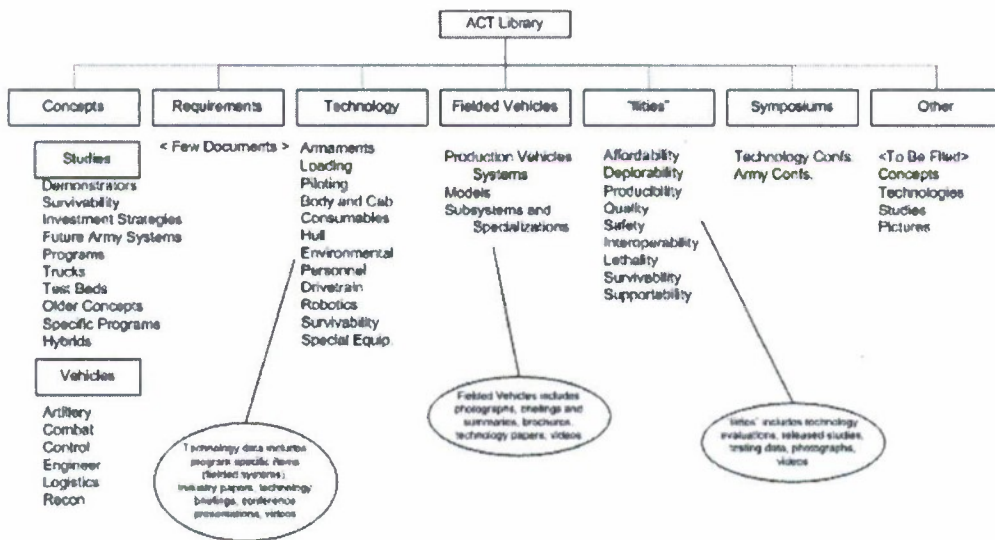 ACT Library
Concepts
Requirements
Technology
Fielded Vehicles
"Ilities"
Symposiums
Other
Studies
Demonstrators
Survivability
Investment Strategies
Future Army Systems
Programs
Trucks
Test Beds
Older Concepts
Specific Programs
Hybrids
Vehicles
Artillery
Combat
Control
Engineer
Logistics
Recon
< Few Documents >
Armaments
Loading
Piloting
Body and Cab
Consumables
Hull
Environmental
Personnel
Drivetrain
Robotics
Survivability
Special Equip.
Technology data includes
program specific items
(fielded systems)
industry papers, technology
briefings, conference
presentations, videos
Production Vehicles
Systems
Models
Subsystems and
Specializations
Fielded Vehicles includes
photographs, briefings and
summaries, brochures,
technology papers, videos
Affordability
Deplorability
Producibility
Quality
Safety
Interoperability
Lethality
Survivability
Supportability
"Ilities" includes technology
evaluations, released studies,
testing data, photographs,
videos
Technology Confs.
Army Confs.
<To Be Filed>
Concepts
Technologies
Studies
Pictures